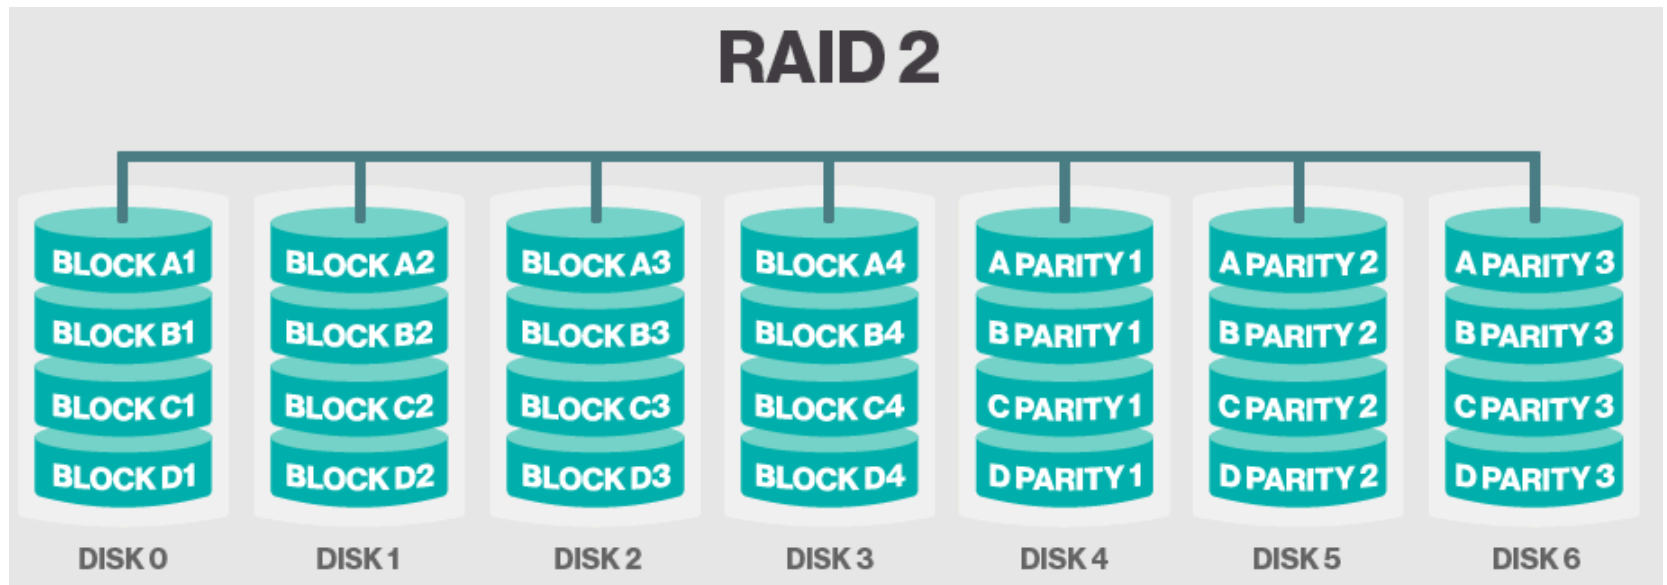 RAID 2
BLOCK A1 BLOCK A2 BLOCK A3 BLOCK A4 A PARITY 1 A PARITY 2 A PARITY 3
BLOCK B1 BLOCK B2 BLOCK B3 BLOCK B4 B PARITY 1 B PARITY 2 B PARITY 3
BLOCK C1 BLOCK C2 BLOCK C3 BLOCK C4 C PARITY 1 C PARITY 2 C PARITY 3
BLOCK D1 BLOCK D2 BLOCK D3 BLOCK D4 D PARITY 1 D PARITY 2 D PARITY 3
DISK 0 DISK 1 DISK 2 DISK 3 DISK 4 DISK 5 DISK 6